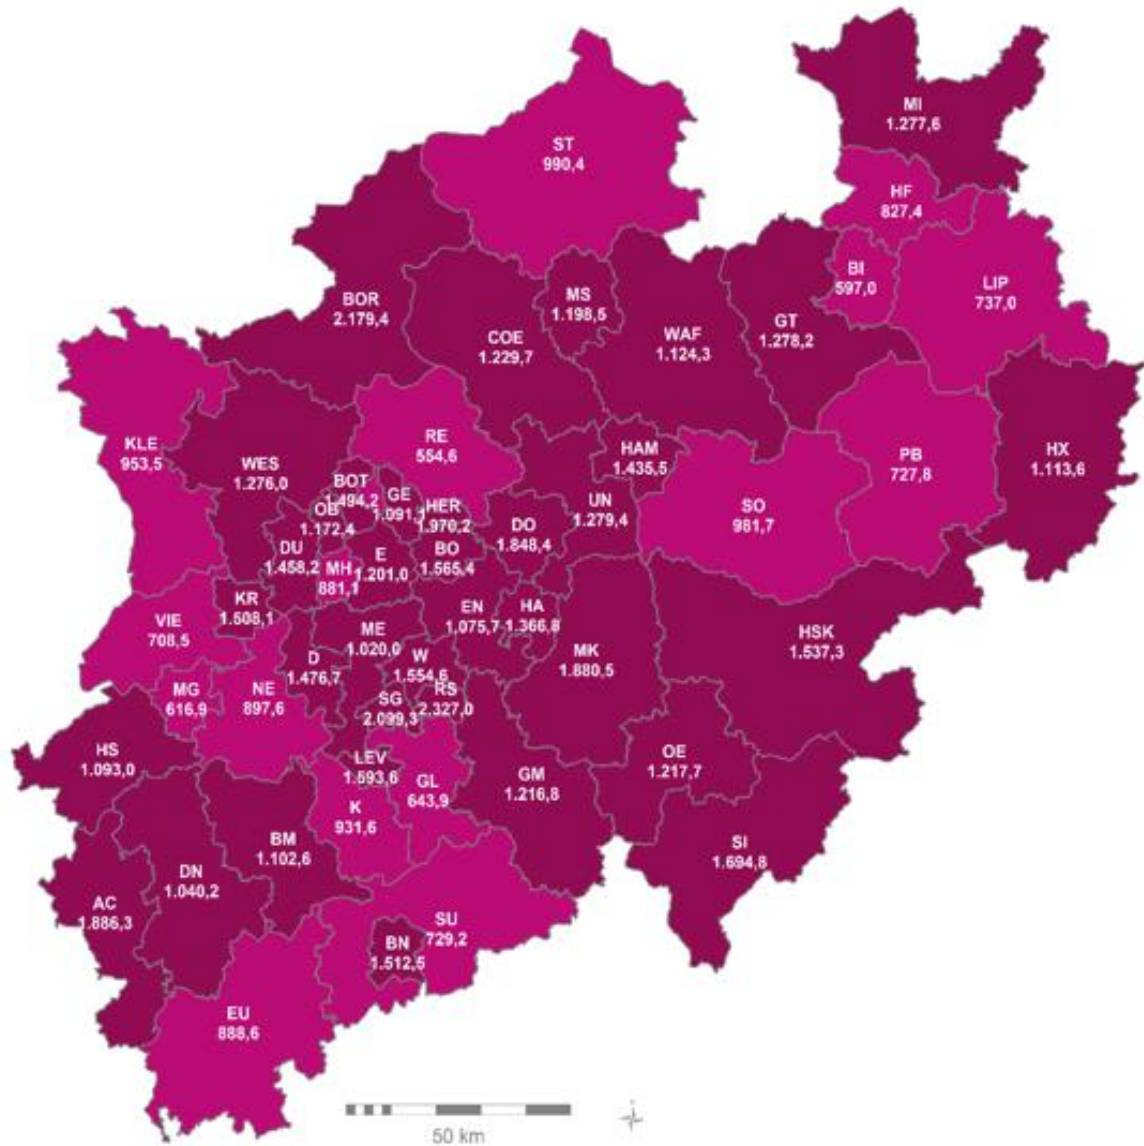 MI
1.277,6
ST
990,4
HF
827,4
BI
597,0
LIP
737,0
BOR
2.179,4
MS
1.198,5
COE
1.229,7
WAF
1.124,3
GT
1.278,2
KLE
953,5
WES
1.276,0
RE
554,6
HAM
1.435,5
PB
727,8
HX
1.113,6
BOT
1.494,2
GE
1.091,1
HER
1.970,2
UN
1.279,4
SO
981,7
OB
1.172,4
DO
1.848,4
DU
1.458,2
MH
881,1
E
1.201,0
BO
1.565,4
KR
1.508,1
VIE
708,5
ME
1.020,0
EN
1.075,7
HA
1.366,8
HSK
1.537,3
MK
1.880,5
D
1.476,7
W
1.554,6
MG
616,9
NE
897,6
SG
2.099,3
RS
2.327,0
HS
1.093,0
LEV
1.593,6
GL
643,9
GM
1.216,8
OE
1.217,7
K
931,6
BM
1.102,6
SI
1.694,8
DN
1.040,2
AC
1.886,3
SU
729,2
BN
1.512,5
EU
888,6
50 km